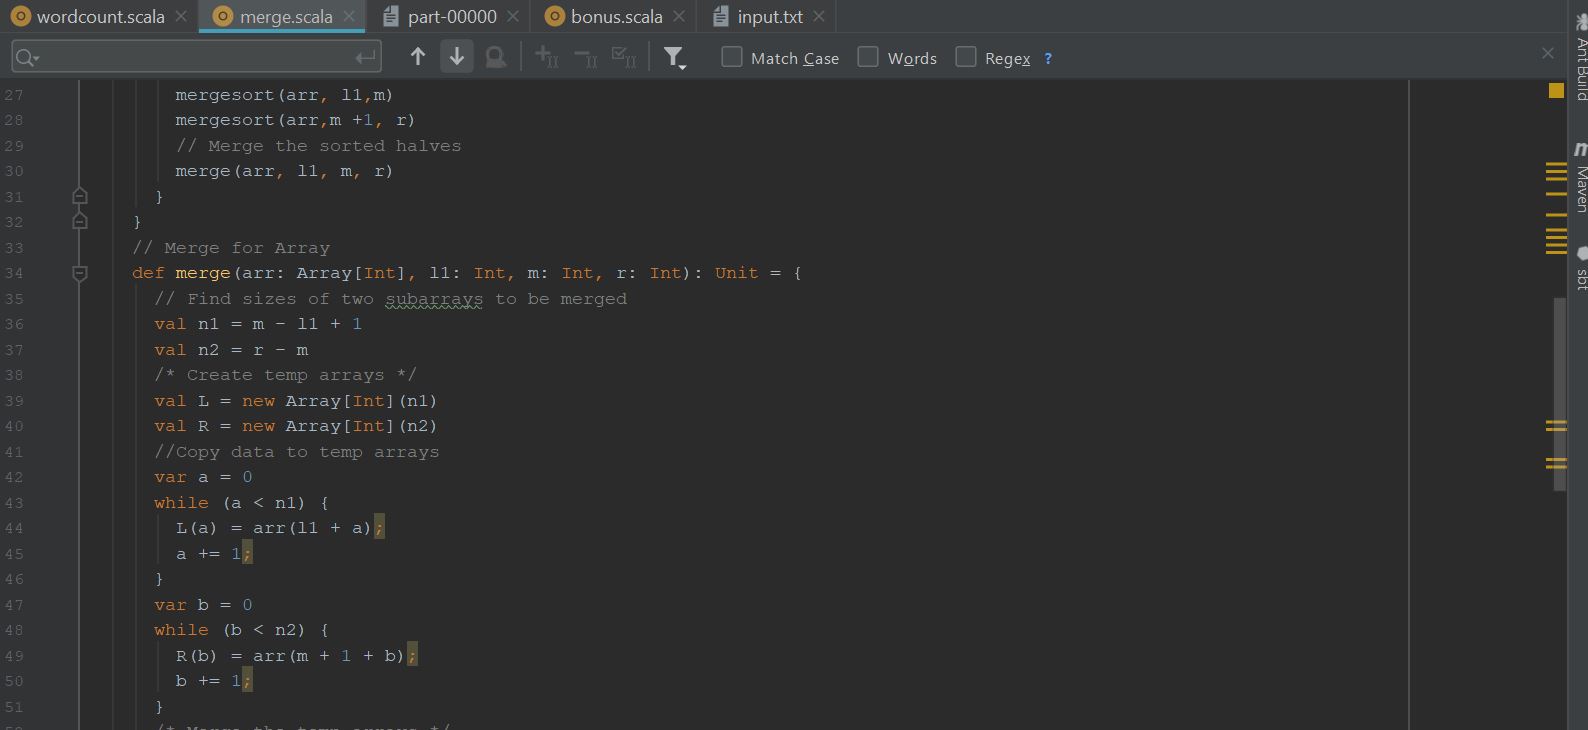 wordcount.scala merge.scala part-00000 bonus.scala input.txt
Match Case Words Regex ?
27 mergesort(arr, l1,m)
28 mergesort(arr,m +1, r)
29 // Merge the sorted halves
30 merge(arr, l1, m, r)
31 }
32 }
33 // Merge for Array
34 def merge(arr: Array[Int], l1: Int, m: Int, r: Int): Unit = {
35 // Find sizes of two subarrays to be merged
36 val n1 = m - l1 + 1
37 val n2 = r - m
38 /* Create temp arrays */
39 val L = new Array[Int](n1)
40 val R = new Array[Int](n2)
41 //Copy data to temp arrays
42 var a = 0
43 while (a < n1) {
44 L(a) = arr(l1 + a);
45 a += 1;
46 }
47 var b = 0
48 while (b < n2) {
49 R(b) = arr(m + 1 + b);
50 b += 1;
51 }
/* Merge the temp arrays */
Ant Build
m Maven
sbt